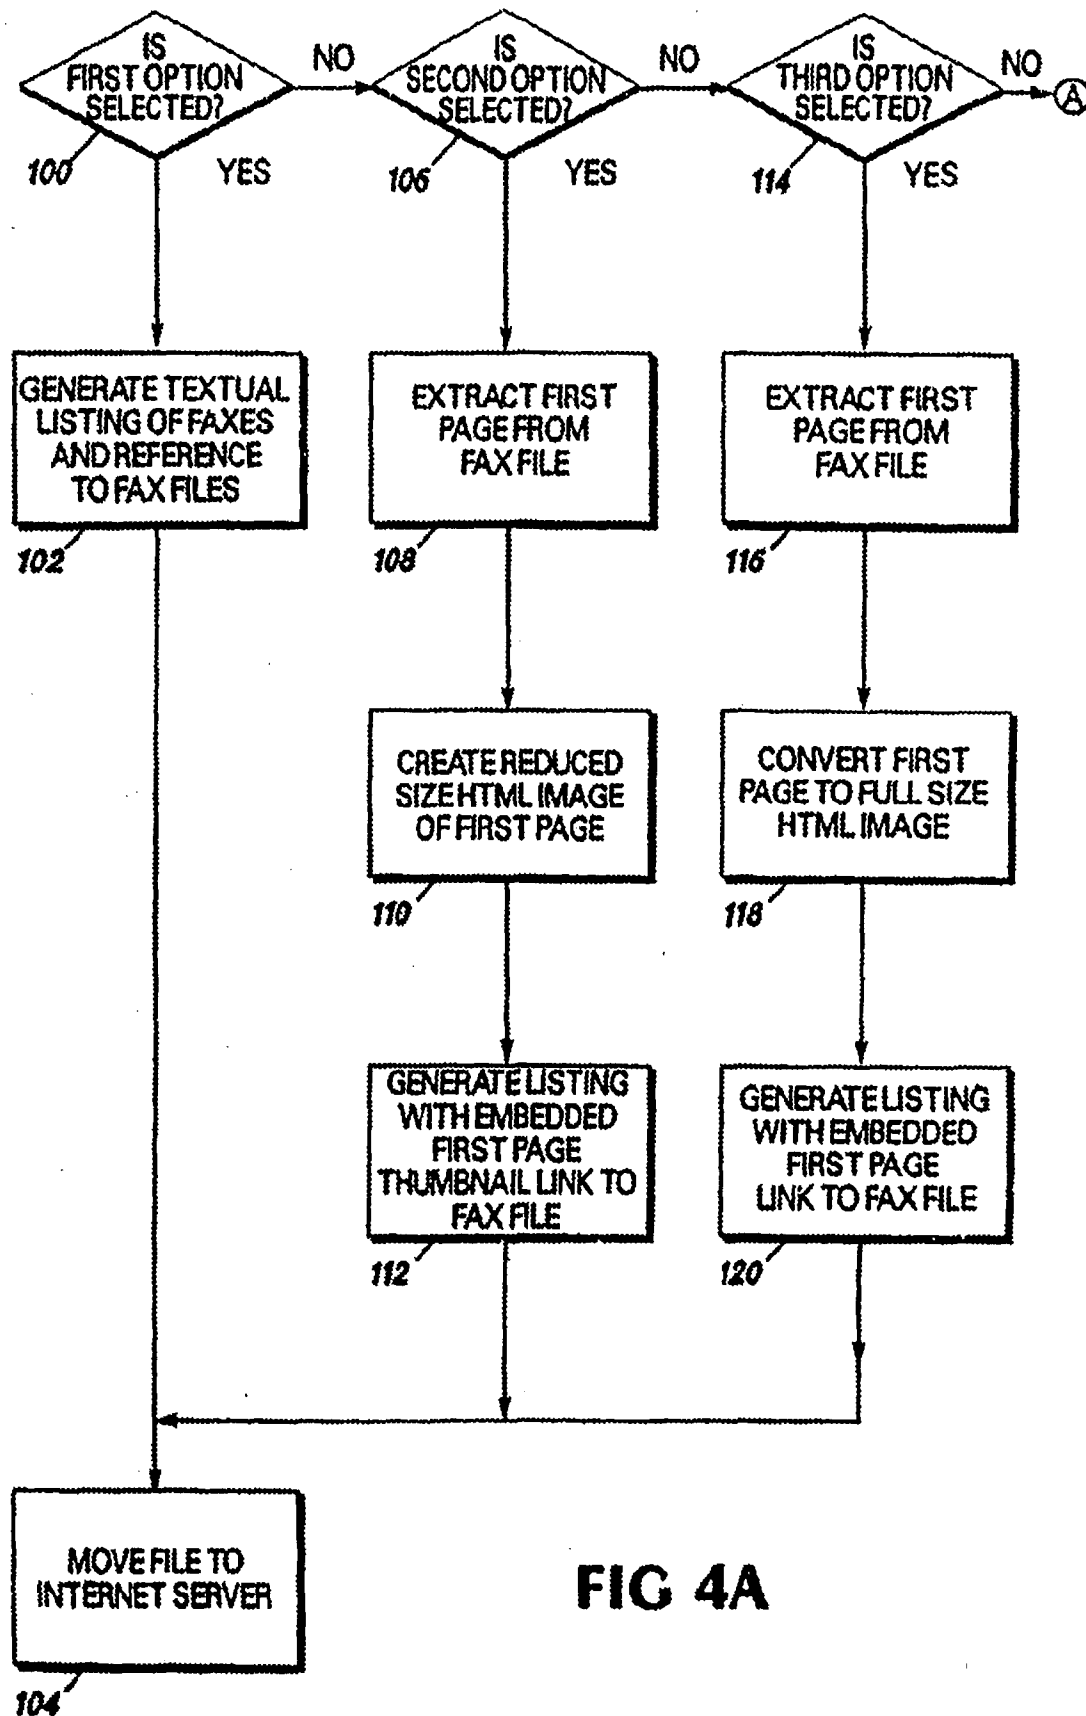 IS
FIRST OPTION
SELECTED?
100
YES
NO
IS
SECOND OPTION
SELECTED?
106
YES
NO
IS
THIRD OPTION
SELECTED?
114
YES
NO
A
GENERATE TEXTUAL
LISTING OF FAXES
AND REFERENCE
TO FAX FILES
102
EXTRACT FIRST
PAGE FROM
FAX FILE
108
EXTRACT FIRST
PAGE FROM
FAX FILE
116
CREATE REDUCED
SIZE HTML IMAGE
OF FIRST PAGE
110
CONVERT FIRST
PAGE TO FULL SIZE
HTML IMAGE
118
GENERATE LISTING
WITH EMBEDDED
FIRST PAGE
THUMBNAIL LINK TO
FAX FILE
112
GENERATE LISTING
WITH EMBEDDED
FIRST PAGE
LINK TO FAX FILE
120
MOVE FILE TO
INTERNET SERVER
104
FIG 4A